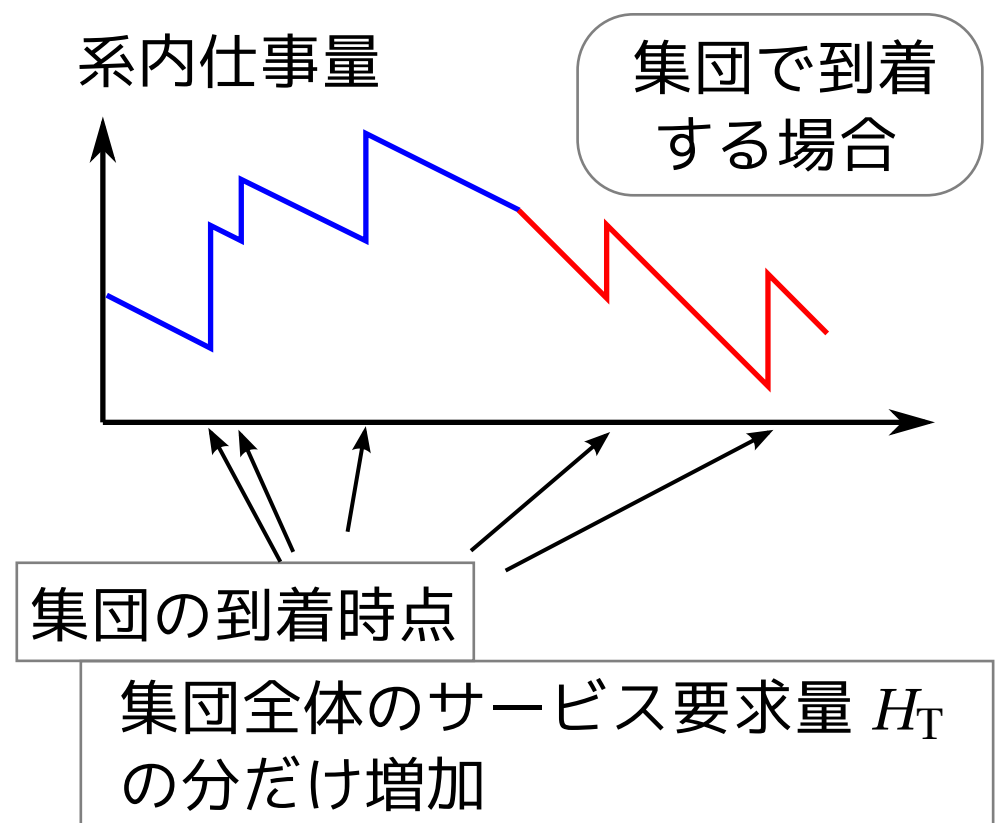 系内仕事量
集団で到着
する場合
集団の到着時点
集団全体のサービス要求量 H_T
の分だけ増加